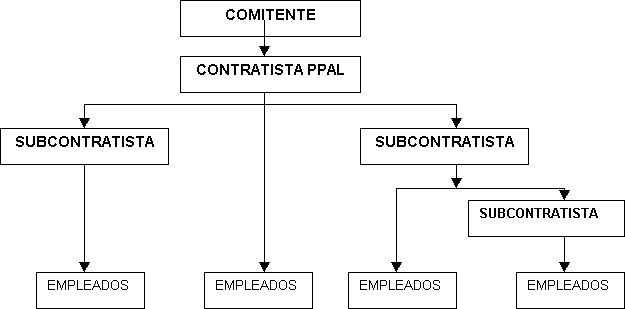 COMITENTE
CONTRATISTA PPAL
SUBCONTRATISTA
SUBCONTRATISTA
SUBCONTRATISTA
EMPLEADOS
EMPLEADOS
EMPLEADOS
EMPLEADOS